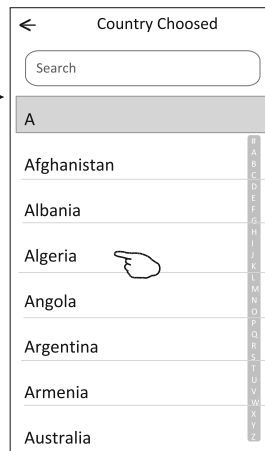 Country Choosed
Search
A
Afghanistan
Albania
Algeria
Angola
Argentina
Armenia
Australia
#
A
B
C
D
E
F
G
H
I
J
K
L
M
N
O
P
Q
R
S
T
U
V
W
X
Y
Z